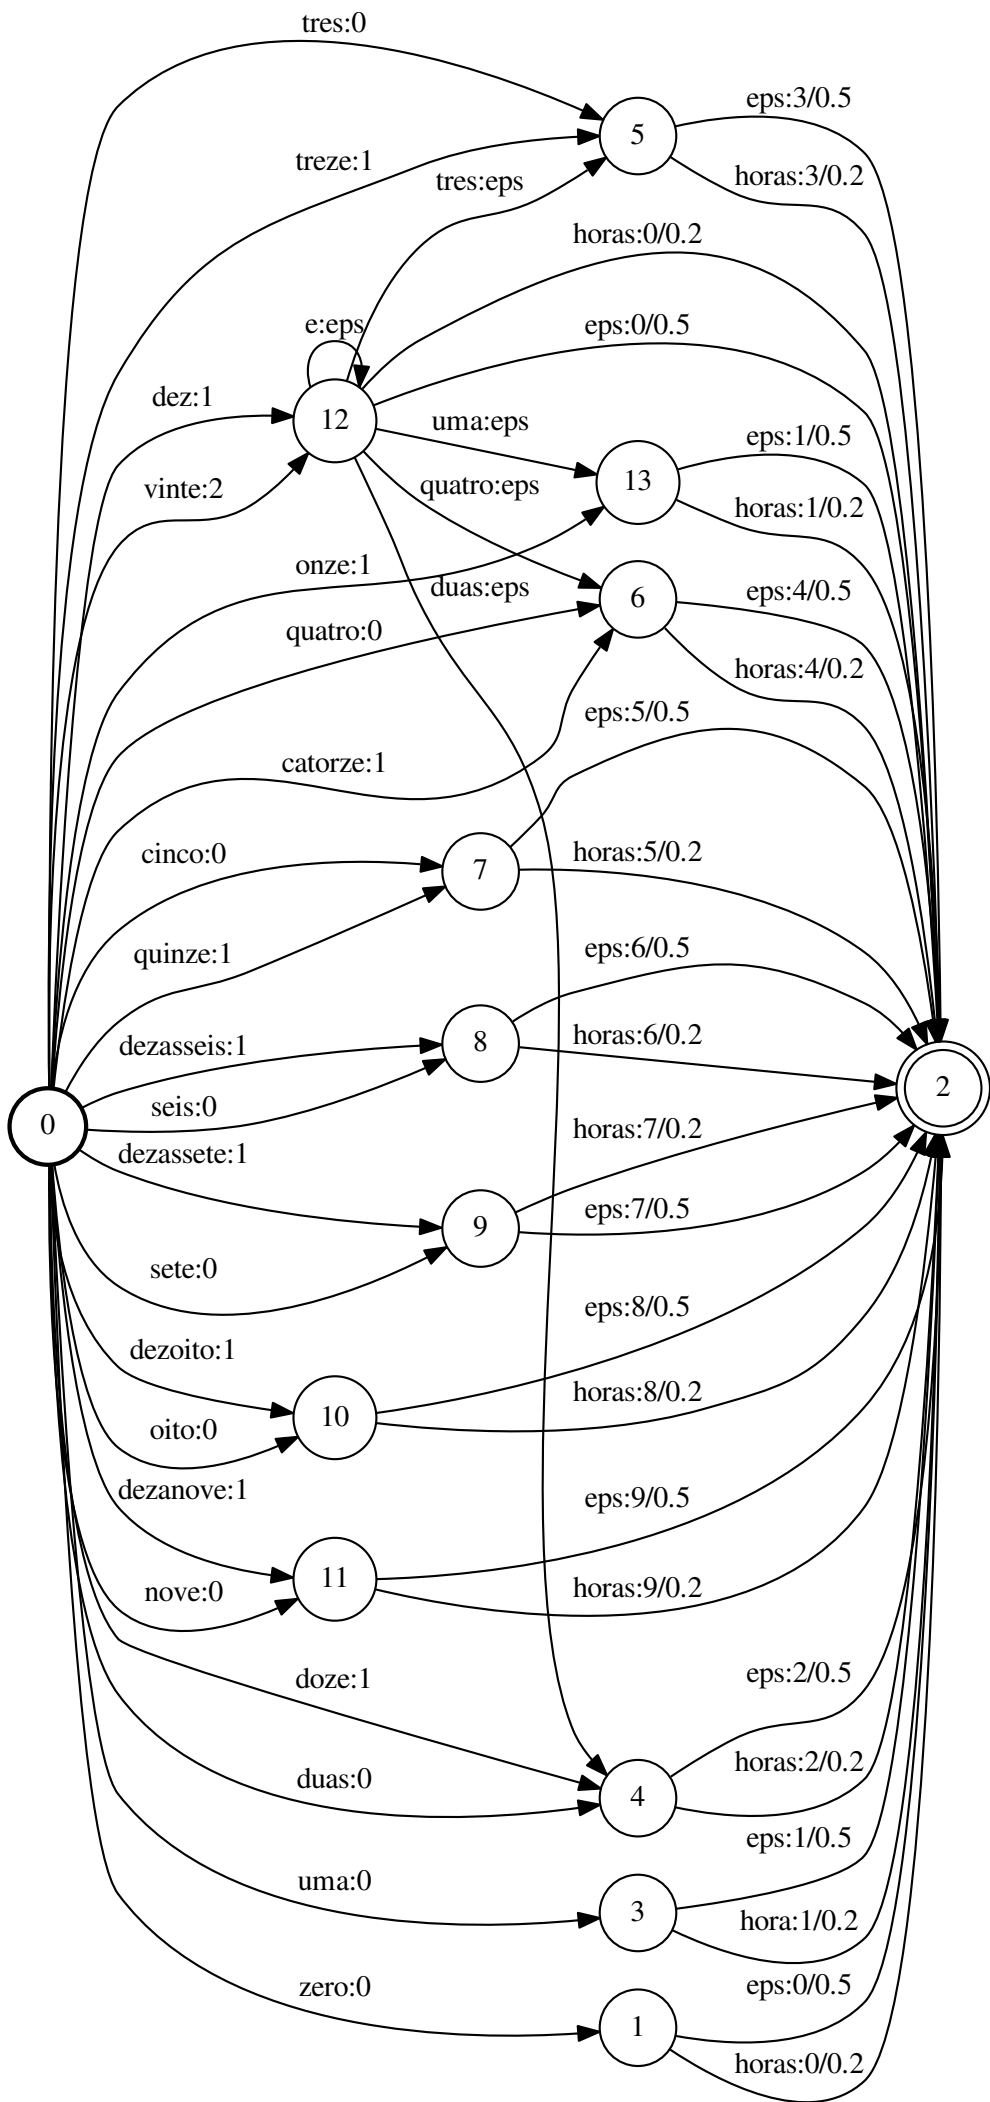 tres:0
eps:3/0.5
5
treze:1
horas:3/0.2
tres:eps
horas:0/0.2
e:eps
eps:0/0.5
dez:1
12
uma:eps
eps:1/0.5
13
vinte:2
quatro:eps
horas:1/0.2
onze:1
duas:eps
6
eps:4/0.5
quatro:0
horas:4/0.2
eps:5/0.5
catorze:1
cinco:0
7
horas:5/0.2
quinze:1
eps:6/0.5
dezasseis:1
8
horas:6/0.2
2
seis:0
0
horas:7/0.2
dezassete:1
9
eps:7/0.5
sete:0
eps:8/0.5
dezoito:1
horas:8/0.2
10
oito:0
dezanove:1
eps:9/0.5
11
nove:0
horas:9/0.2
doze:1
eps:2/0.5
duas:0
4
horas:2/0.2
eps:1/0.5
uma:0
3
hora:1/0.2
zero:0
eps:0/0.5
1
horas:0/0.2